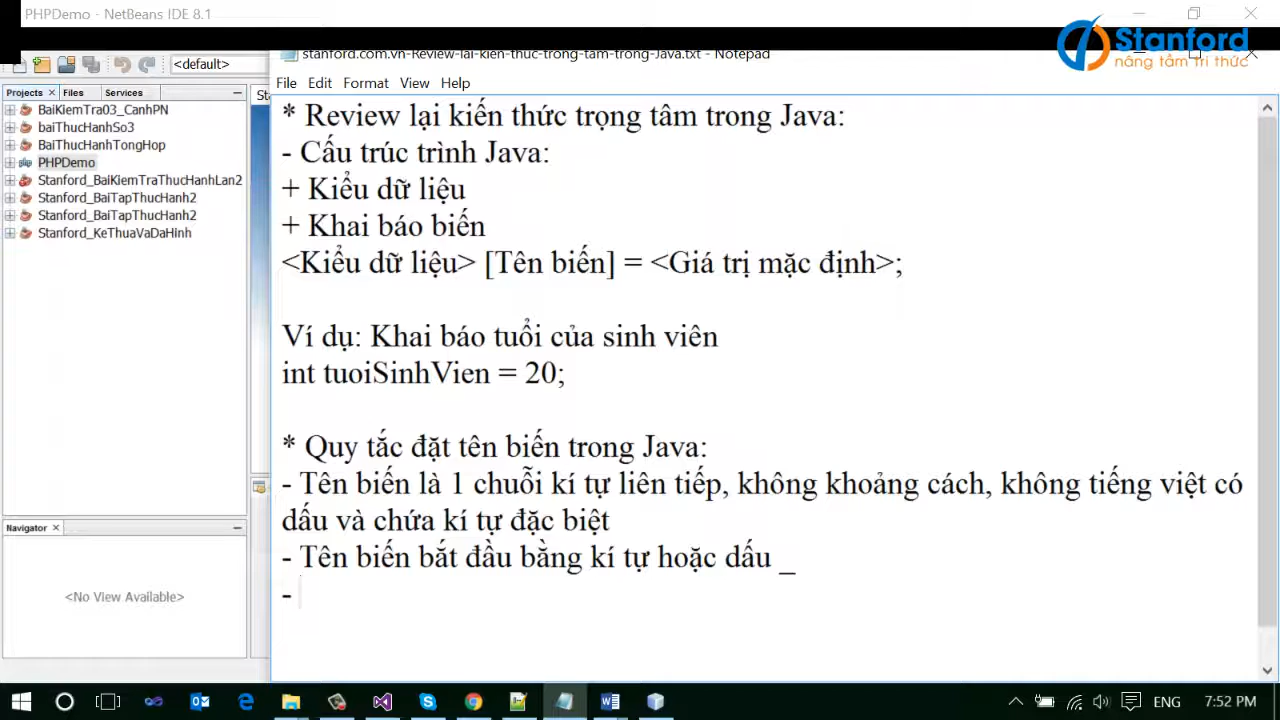 PHPDemo - NetBeans IDE 8.1
Stanford
nâng tầm tri thức
<default>
stanford.com.vn-Review-lai-kien-thuc-trong-tam-trong-Java.txt - Notepad
Projects Files Services
File Edit Format View Help
BaiKiemTra03_CanhPN
baiThucHanhSo3
BaiThucHanhTongHop
PHPDemo
Stanford_BaiKiemTraThucHanhLan2
Stanford_BaiTapThucHanh2
Stanford_BaiTapThucHanh2
Stanford_KeThuaVaDaHinh
* Review lại kiến thức trọng tâm trong Java:
- Cấu trúc trình Java:
+ Kiểu dữ liệu
+ Khai báo biến
<Kiểu dữ liệu> [Tên biến] = <Giá trị mặc định>;
Ví dụ: Khai báo tuổi của sinh viên
int tuoiSinhVien = 20;
* Quy tắc đặt tên biến trong Java:
- Tên biến là 1 chuỗi kí tự liên tiếp, không khoảng cách, không tiếng việt có
dấu và chứa kí tự đặc biệt
- Tên biến bắt đầu bằng kí tự hoặc dấu _
-
Navigator
<No View Available>
ENG
7:52 PM